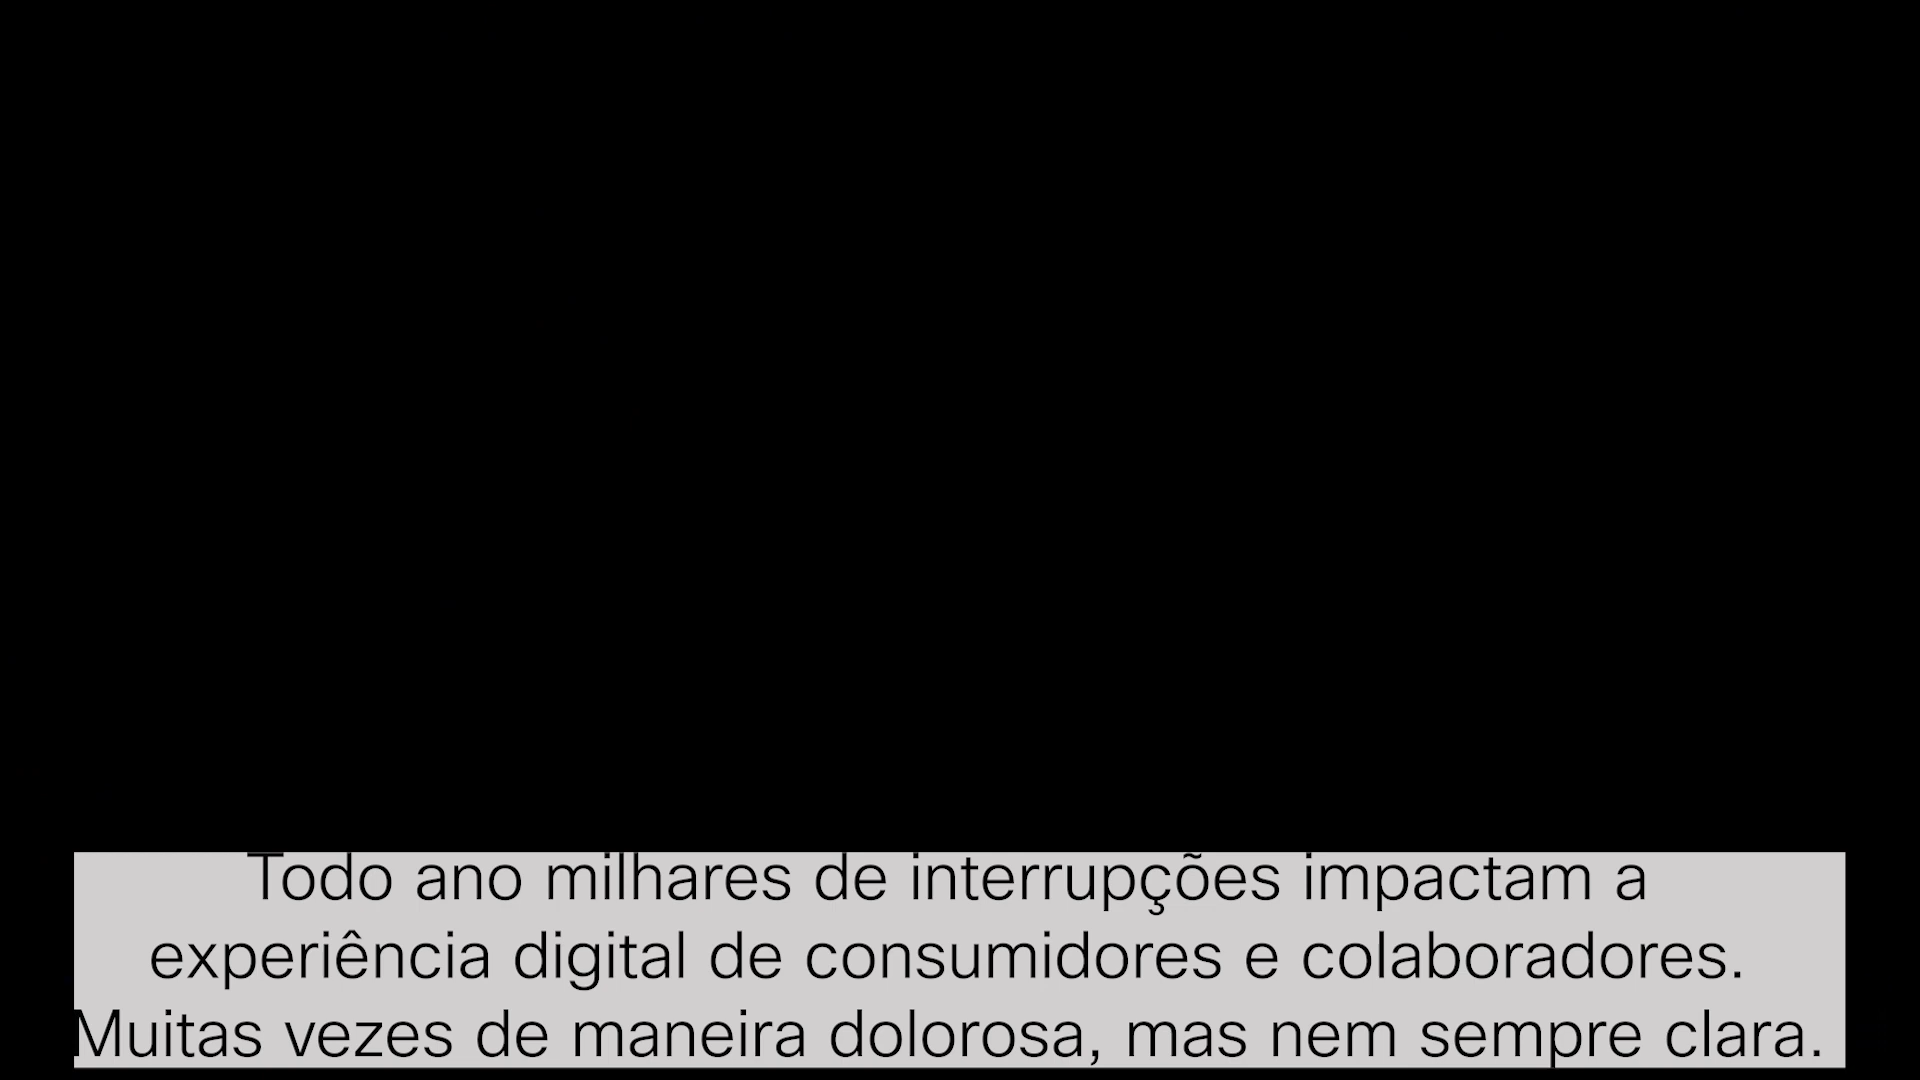 Todo ano milhares de interrupções impactam a
experiência digital de consumidores e colaboradores.
Muitas vezes de maneira dolorosa, mas nem sempre clara.